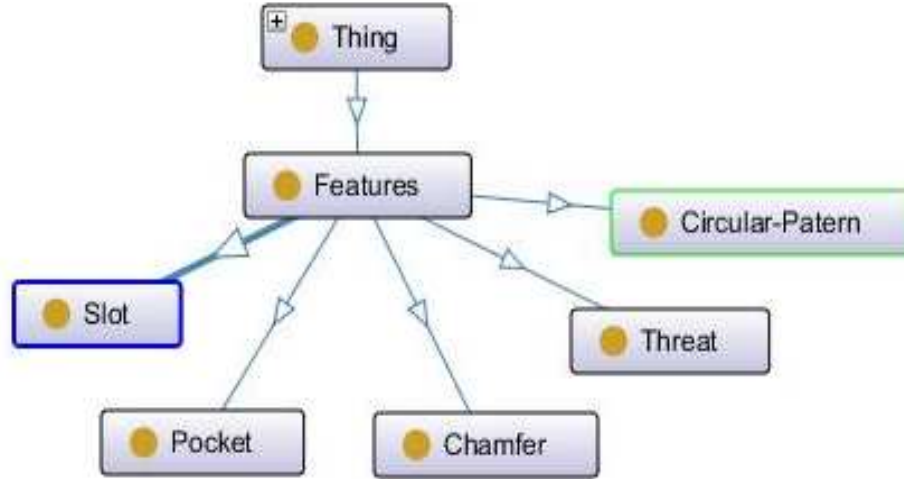 Thing
Features
Circular-Patern
Slot
Threat
Pocket
Chamfer